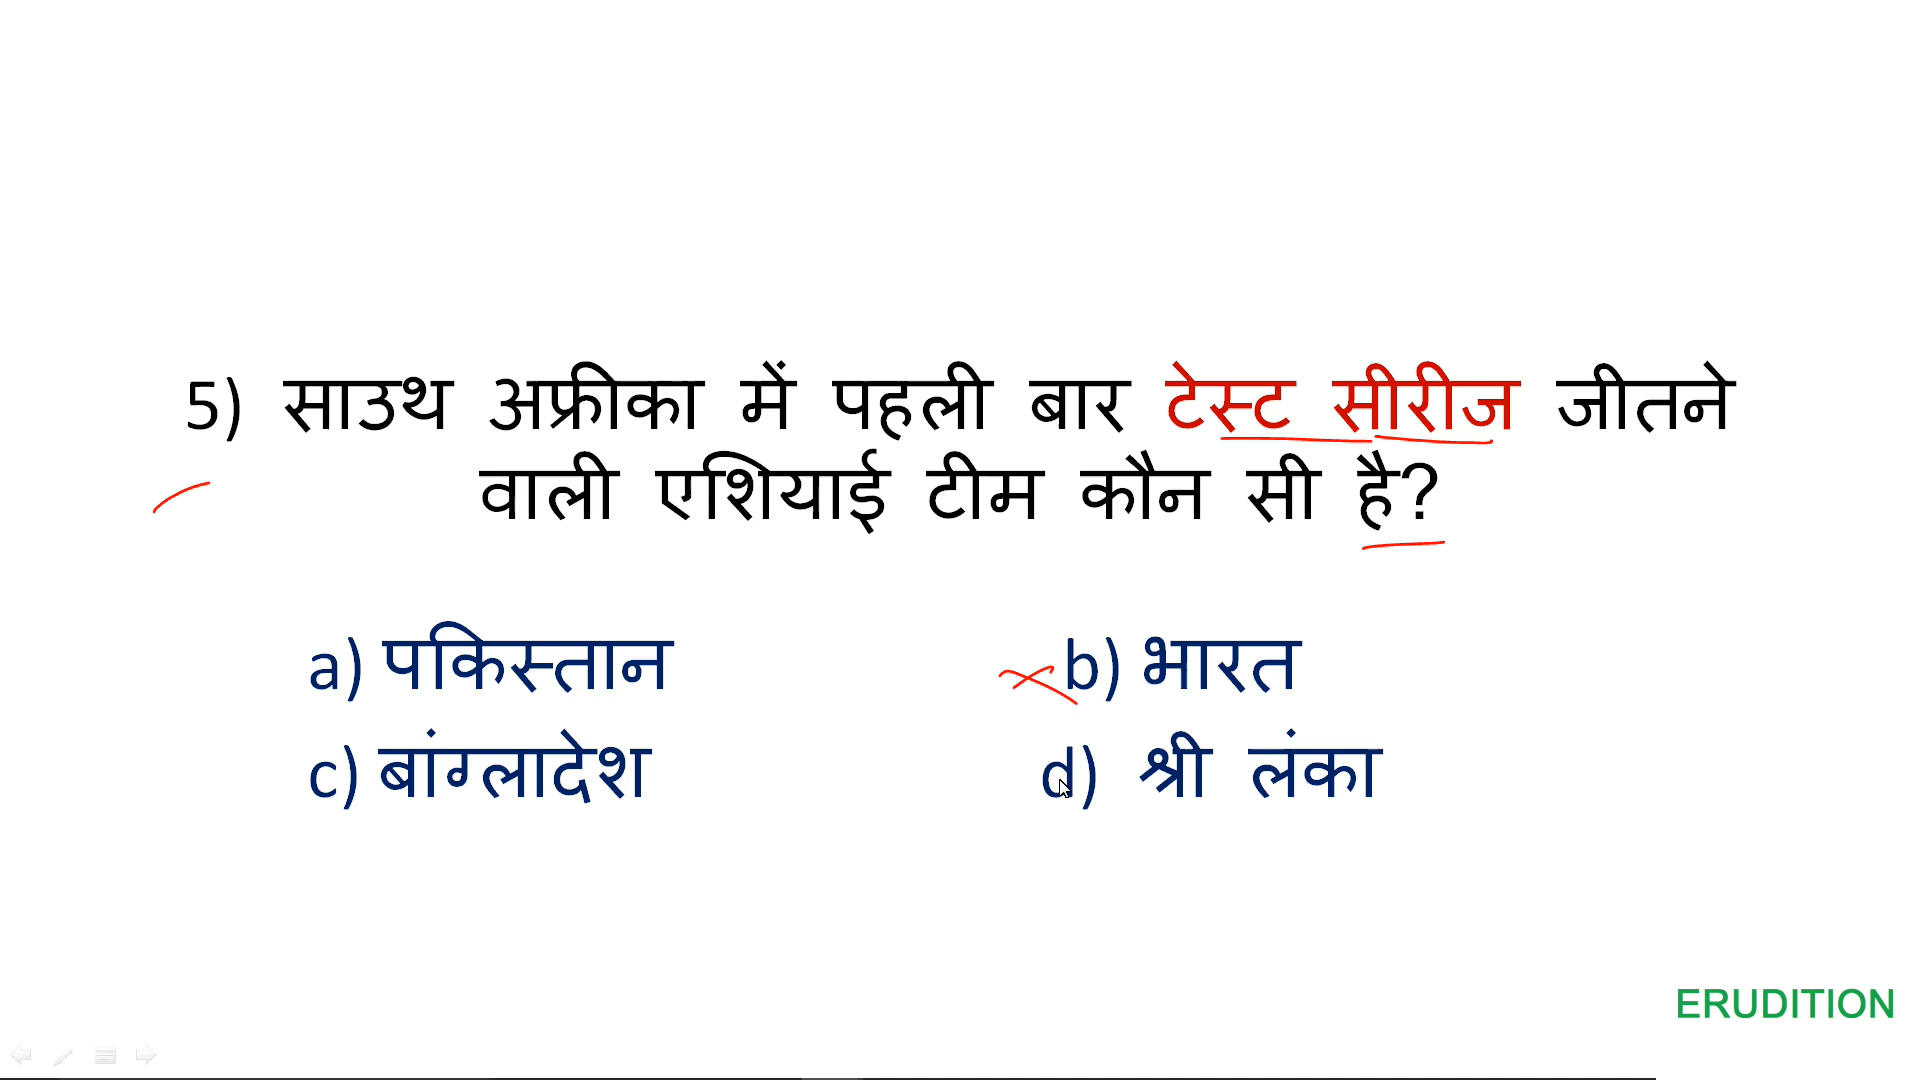 5) साउथ अफ्रीका में पहली बार टेस्ट सीरीज जीतने
वाली एशियाई टीम कौन सी है?
a) पकिस्तान b) भारत
c) बांग्लादेश d) श्री लंका
ERUDITION